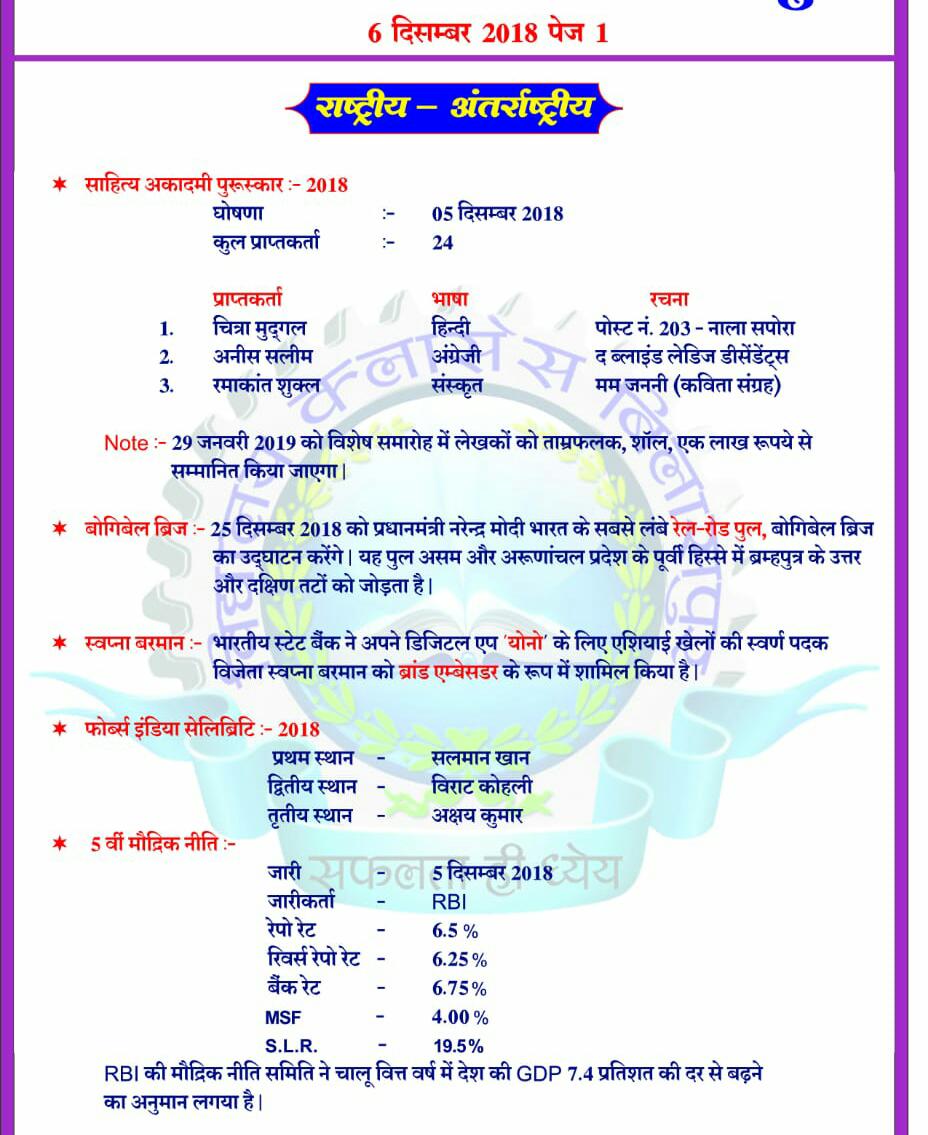 6 दिसम्बर 2018 पेज 1
राष्ट्रीय – अंतर्राष्ट्रीय
✶ साहित्य अकादमी पुरूस्कार :- 2018
घोषणा :- 05 दिसम्बर 2018
कुल प्राप्तकर्ता :- 24
प्राप्तकर्ता भाषा रचना
1. चित्रा मुद्गल हिन्दी पोस्ट नं. 203 - नाला सपोरा
2. अनीस सलीम अंग्रेजी द ब्लाइंड लेडिज डीसेंडेंट्स
3. रमाकांत शुक्ल संस्कृत मम जननी (कविता संग्रह)
Note :- 29 जनवरी 2019 को विशेष समारोह में लेखकों को ताम्रफलक, शॉल, एक लाख रूपये से
सम्मानित किया जाएगा।
✶ बोगिबेल ब्रिज :- 25 दिसम्बर 2018 को प्रधानमंत्री नरेन्द्र मोदी भारत के सबसे लंबे रेल-रोड पुल, बोगिबेल ब्रिज
का उद्घाटन करेंगे। यह पुल असम और अरूणांचल प्रदेश के पूर्वी हिस्से में ब्रम्हपुत्र के उत्तर
और दक्षिण तटों को जोड़ता है।
✶ स्वप्ना बरमान :- भारतीय स्टेट बैंक ने अपने डिजिटल एप 'योनो' के लिए एशियाई खेलों की स्वर्ण पदक
विजेता स्वप्ना बरमान को ब्रांड एम्बेसडर के रूप में शामिल किया है।
✶ फोर्ब्स इंडिया सेलिब्रिटि :- 2018
प्रथम स्थान - सलमान खान
द्वितीय स्थान - विराट कोहली
तृतीय स्थान - अक्षय कुमार
✶ 5 वीं मौद्रिक नीति :-
जारी - 5 दिसम्बर 2018
जारीकर्ता - RBI
रेपो रेट - 6.5 %
रिवर्स रेपो रेट - 6.25 %
बैंक रेट - 6.75 %
MSF - 4.00 %
S.L.R. - 19.5%
RBI की मौद्रिक नीति समिति ने चालू वित्त वर्ष में देश की GDP 7.4 प्रतिशत की दर से बढ़ने
का अनुमान लगया है।
क्लासेस बिलासपुर
सफलता ही ध्येय